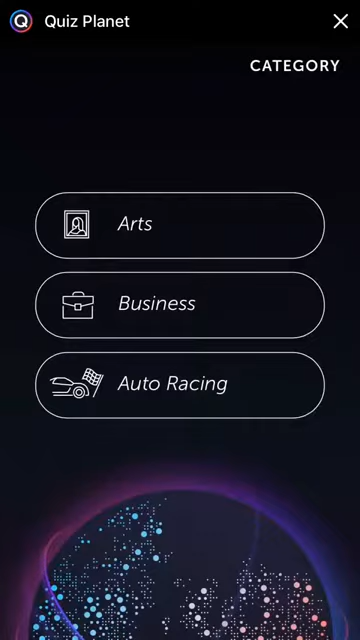 Quiz Planet
CATEGORY
Arts
Business
Auto Racing